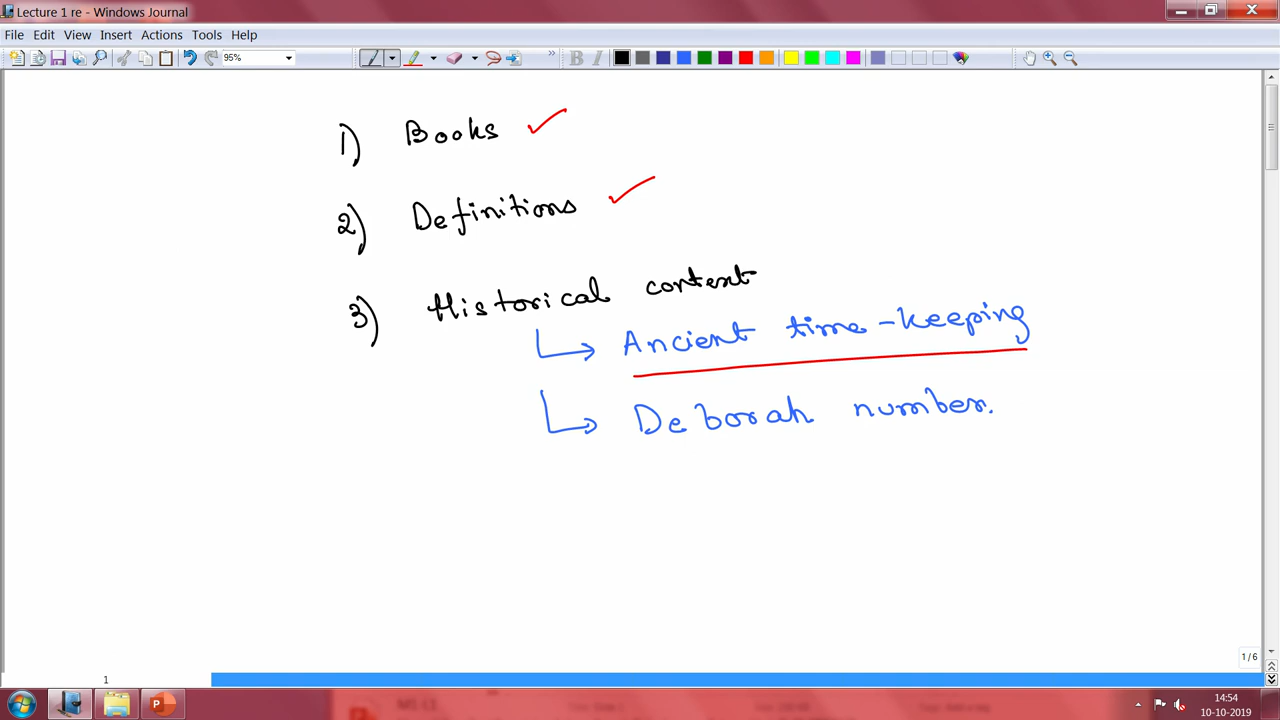 Lecture 1 re - Windows Journal
File Edit View Insert Actions Tools Help
95%
1) Books
2) Definitions
3) Historical context
Ancient time-keeping
Deborah number.
1/6
1
14:54
10-10-2019